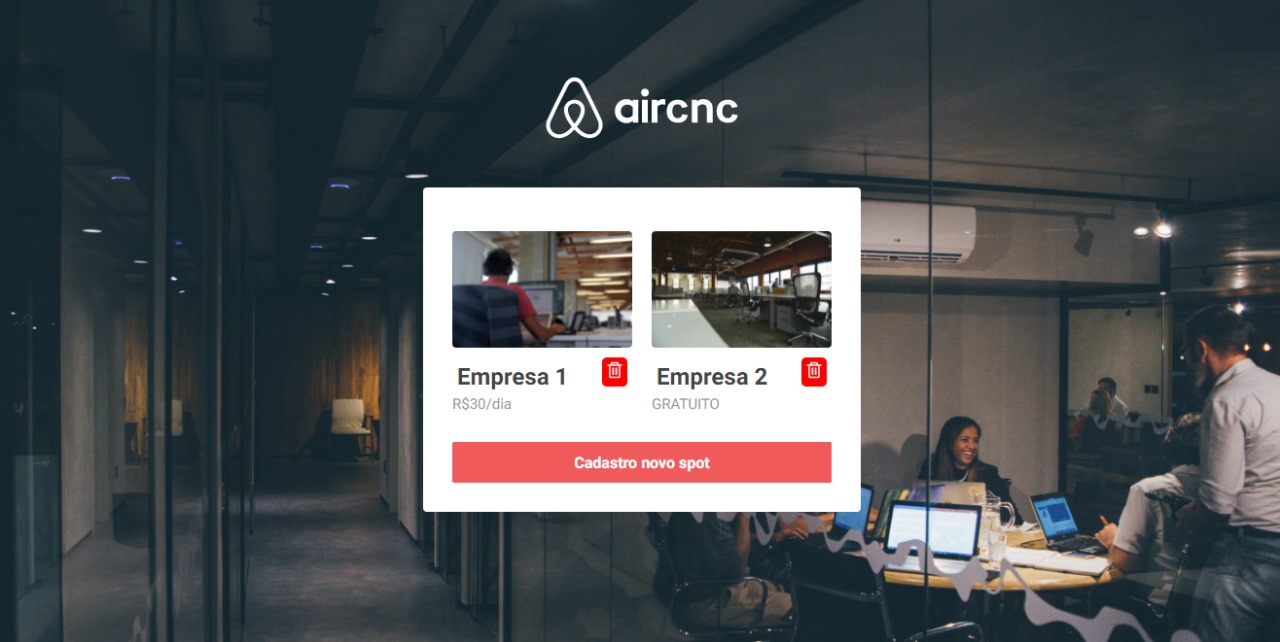 aircnc
Empresa 1
R$30/dia
Empresa 2
GRATUITO
Cadastro novo spot